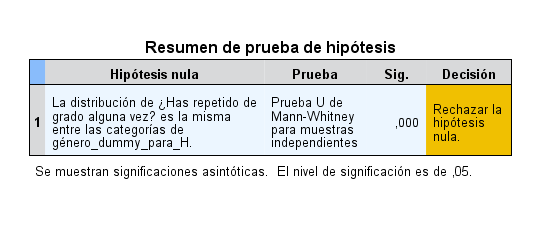 Resumen de prueba de hipótesis
Hipótesis nula Prueba Sig. Decisión
1
La distribución de ¿Has repetido de
grado alguna vez? es la misma
entre las categorías de
género_dummy_para_H.
Prueba U de
Mann-Whitney
para muestras
independientes
,000
Rechazar la
hipótesis
nula.
Se muestran significaciones asintóticas. El nivel de significación es de ,05.